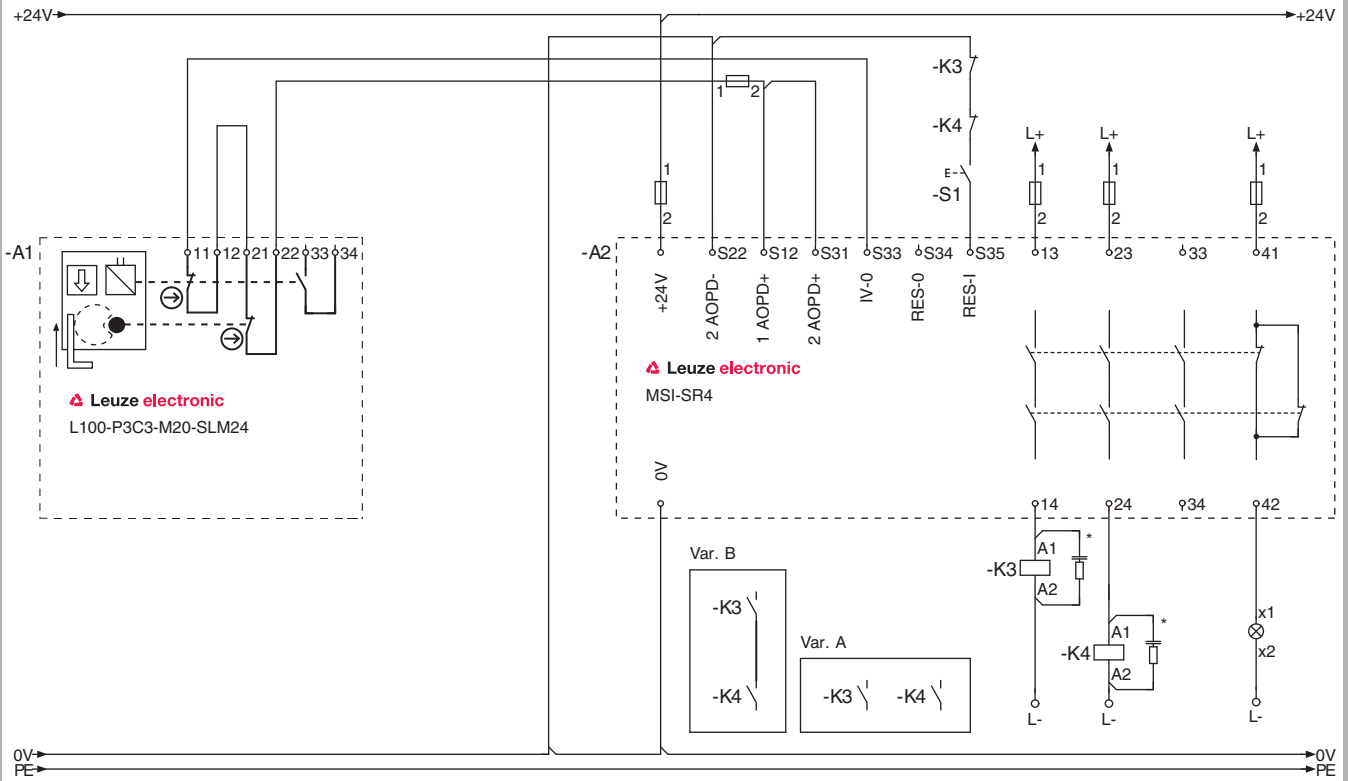 +24V +24V
-K3
1 2
-K4
L+ L+ L+
1 1 1 1
E--
-S1
2 2 2 2
-A1 11 12 21 22 33 34
-A2 S22 S12 S31 S33 S34 S35 13 23 33 41
+24V
2 AOPD-
1 AOPD+
2 AOPD+
IV-0
RES-0
RES-I
Leuze electronic
MSI-SR4
Leuze electronic
L100-P3C3-M20-SLM24
0V
14 24 34 42
Var. B
-K3
-K4
Var. A
-K3 -K4
A1 *
-K3
A2
A1 *
-K4
A2
x1
x2
L- L- L-
0V 0V
PE PE